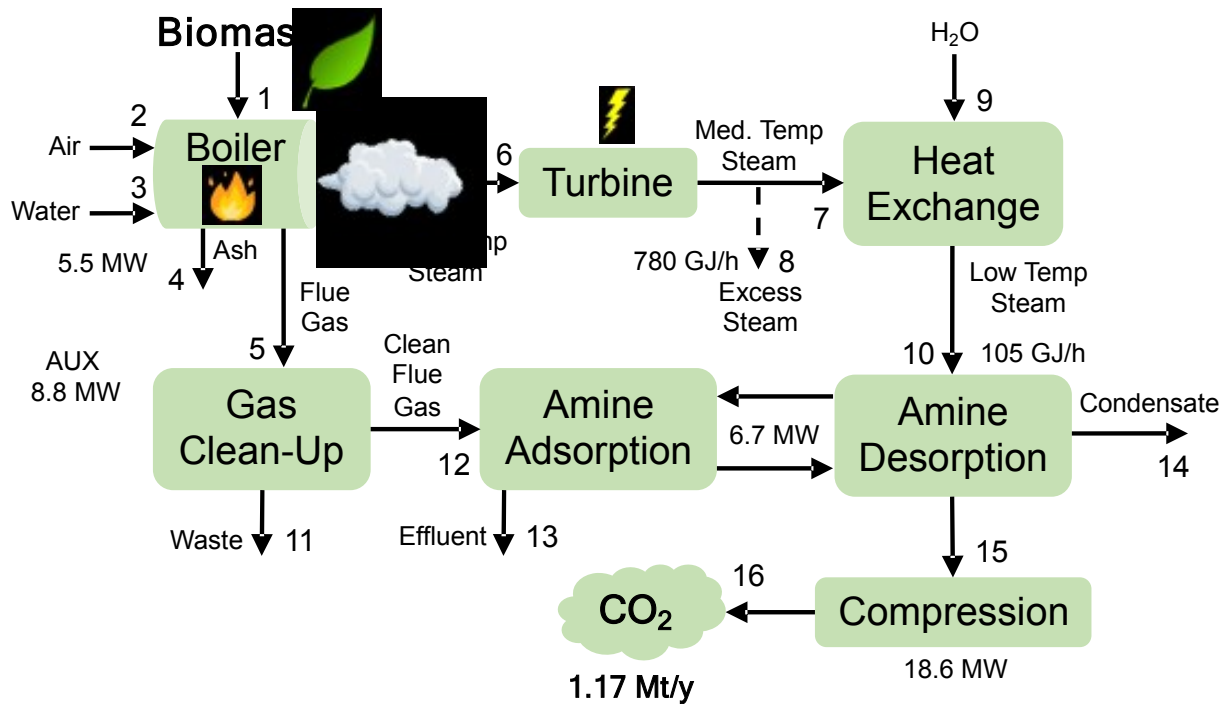 Biomas
H₂O
1
2
9
Air
Boiler
6
Med. Temp
Steam
Turbine
Heat
Exchange
3
Water
7
5.5 MW
Ash
4
Steam
780 GJ/h
8
Excess
Steam
Low Temp
Steam
Flue
Gas
5
Clean
Flue
Gas
10
105 GJ/h
AUX
8.8 MW
Gas
Clean-Up
Amine
Adsorption
6.7 MW
Amine
Desorption
Condensate
12
14
Waste
11
Effluent
13
15
16
CO₂
Compression
1.17 Mt/y
18.6 MW